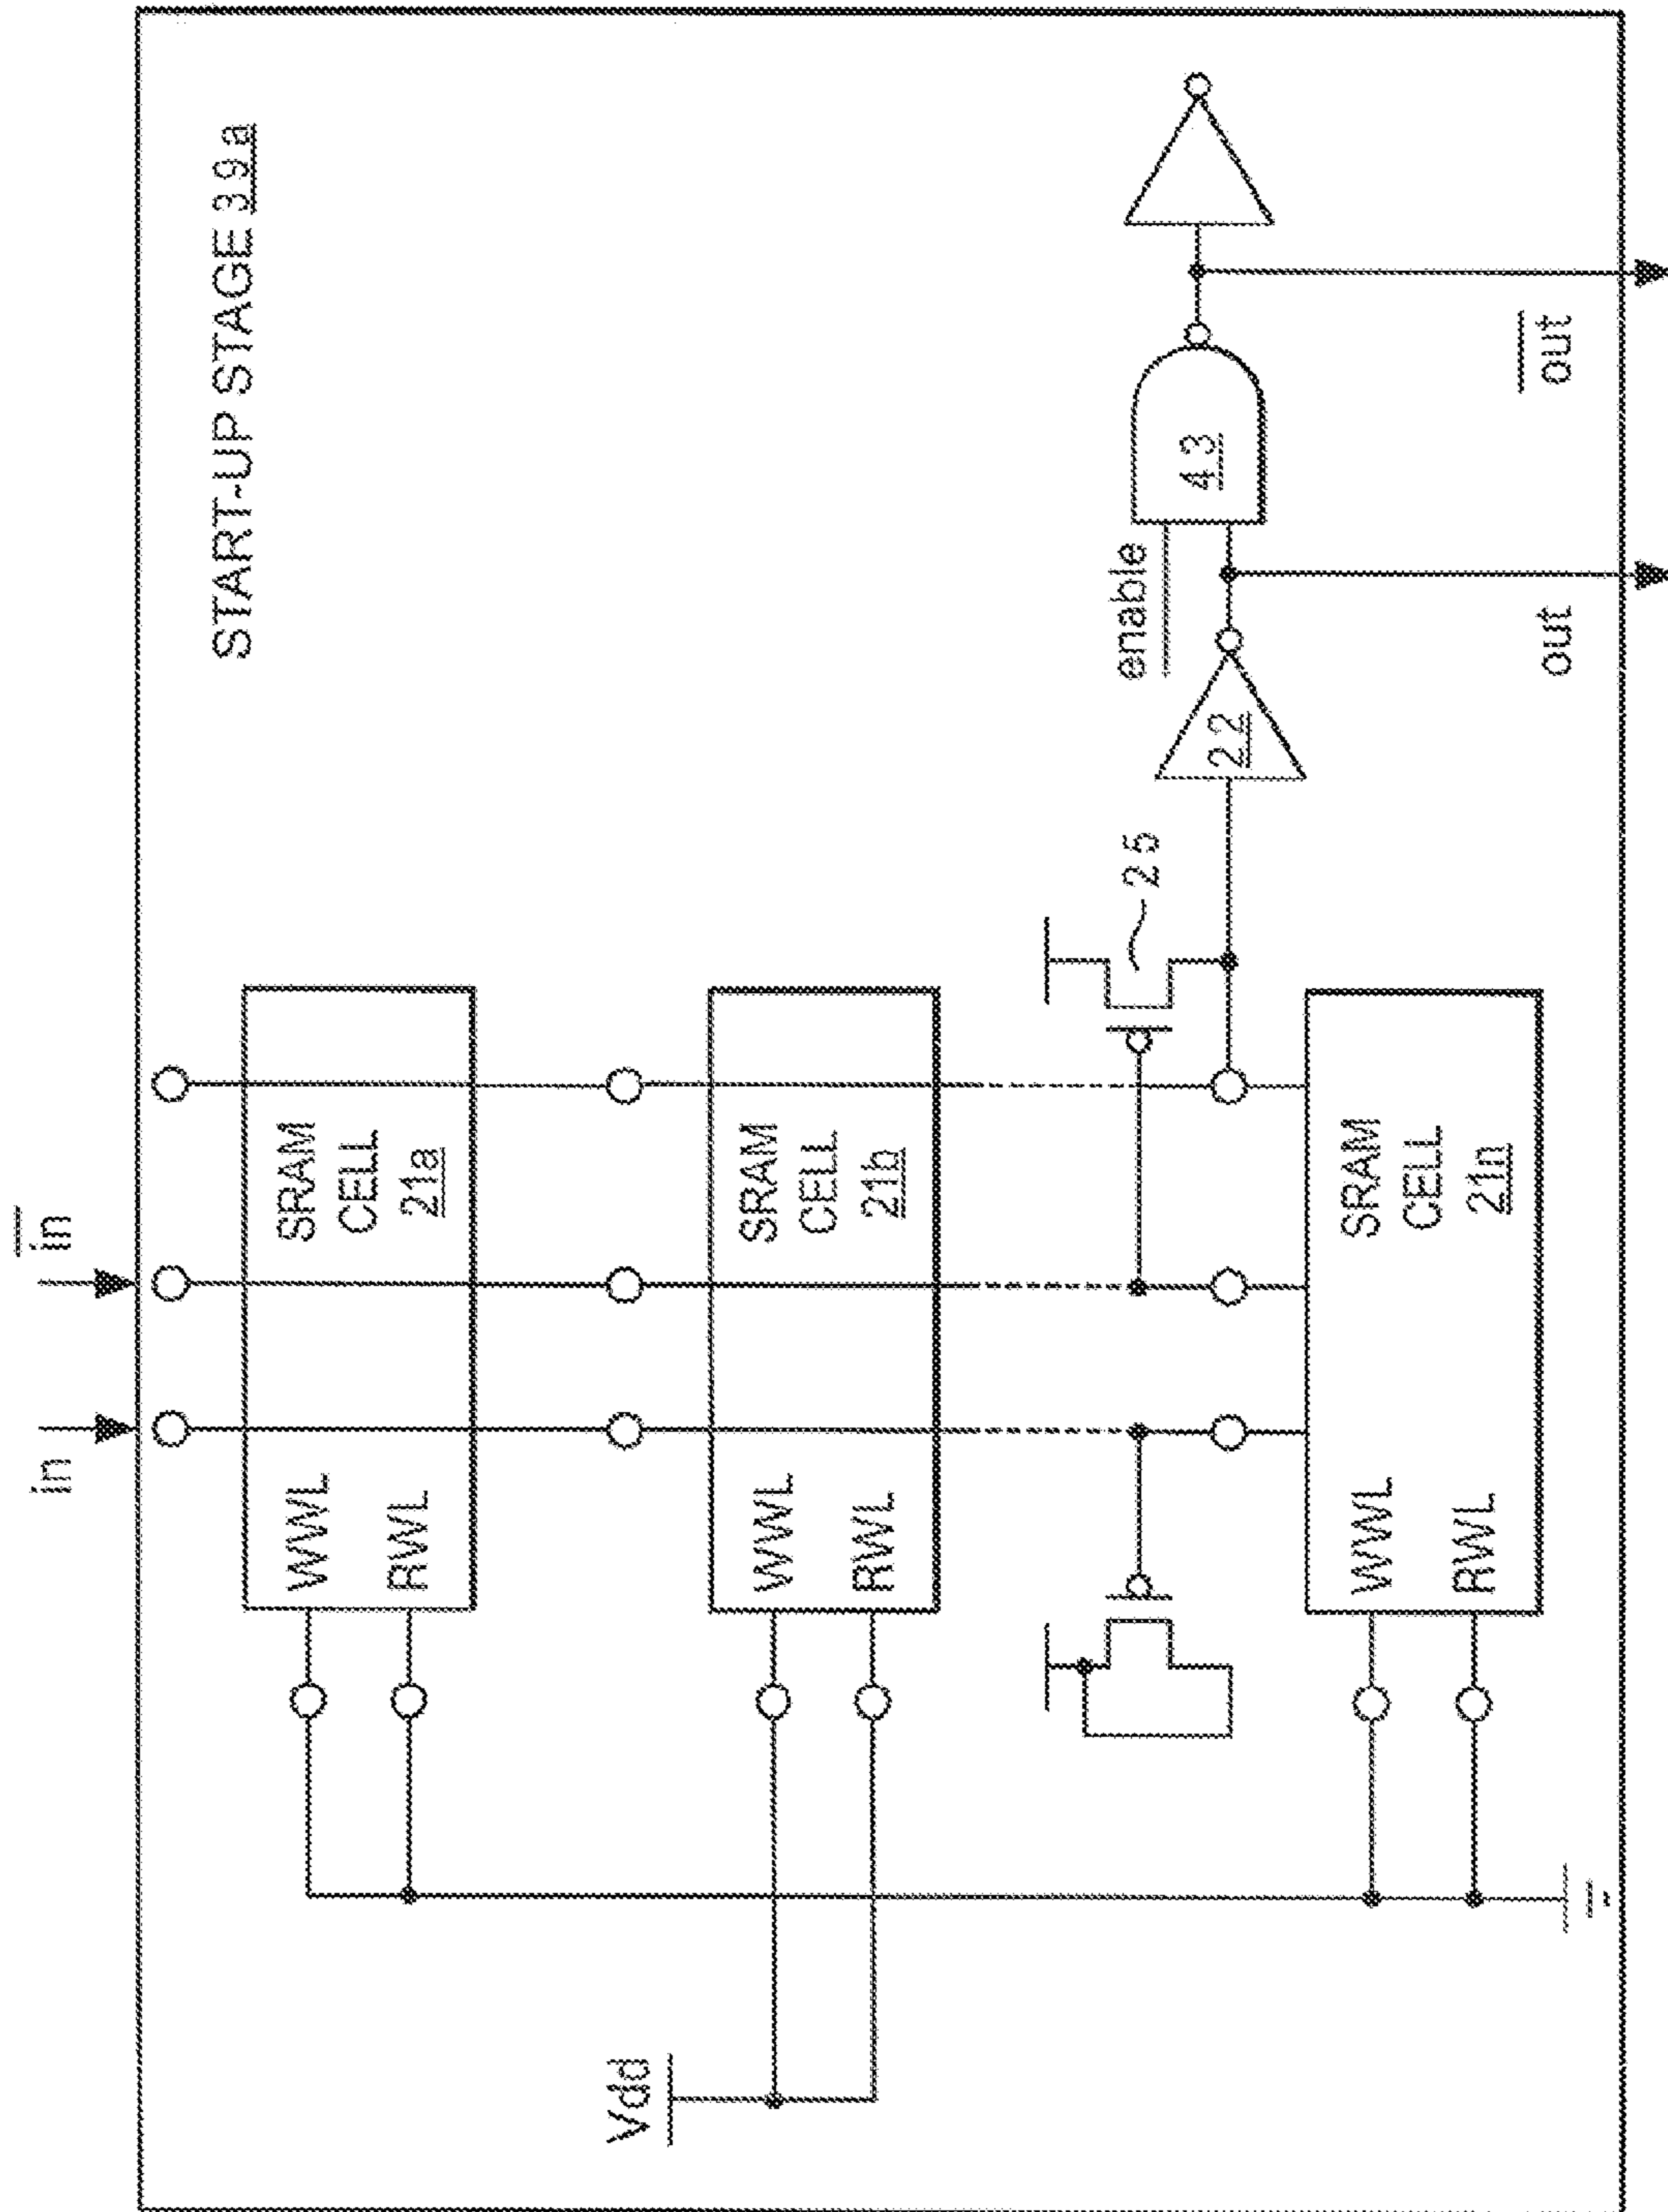 START-UP STAGE 39a
in
in
WWL
RWL
SRAM
CELL
21a
Vdd
WWL
RWL
SRAM
CELL
21b
25
22
enable
43
WWL
RWL
SRAM
CELL
21n
out
out